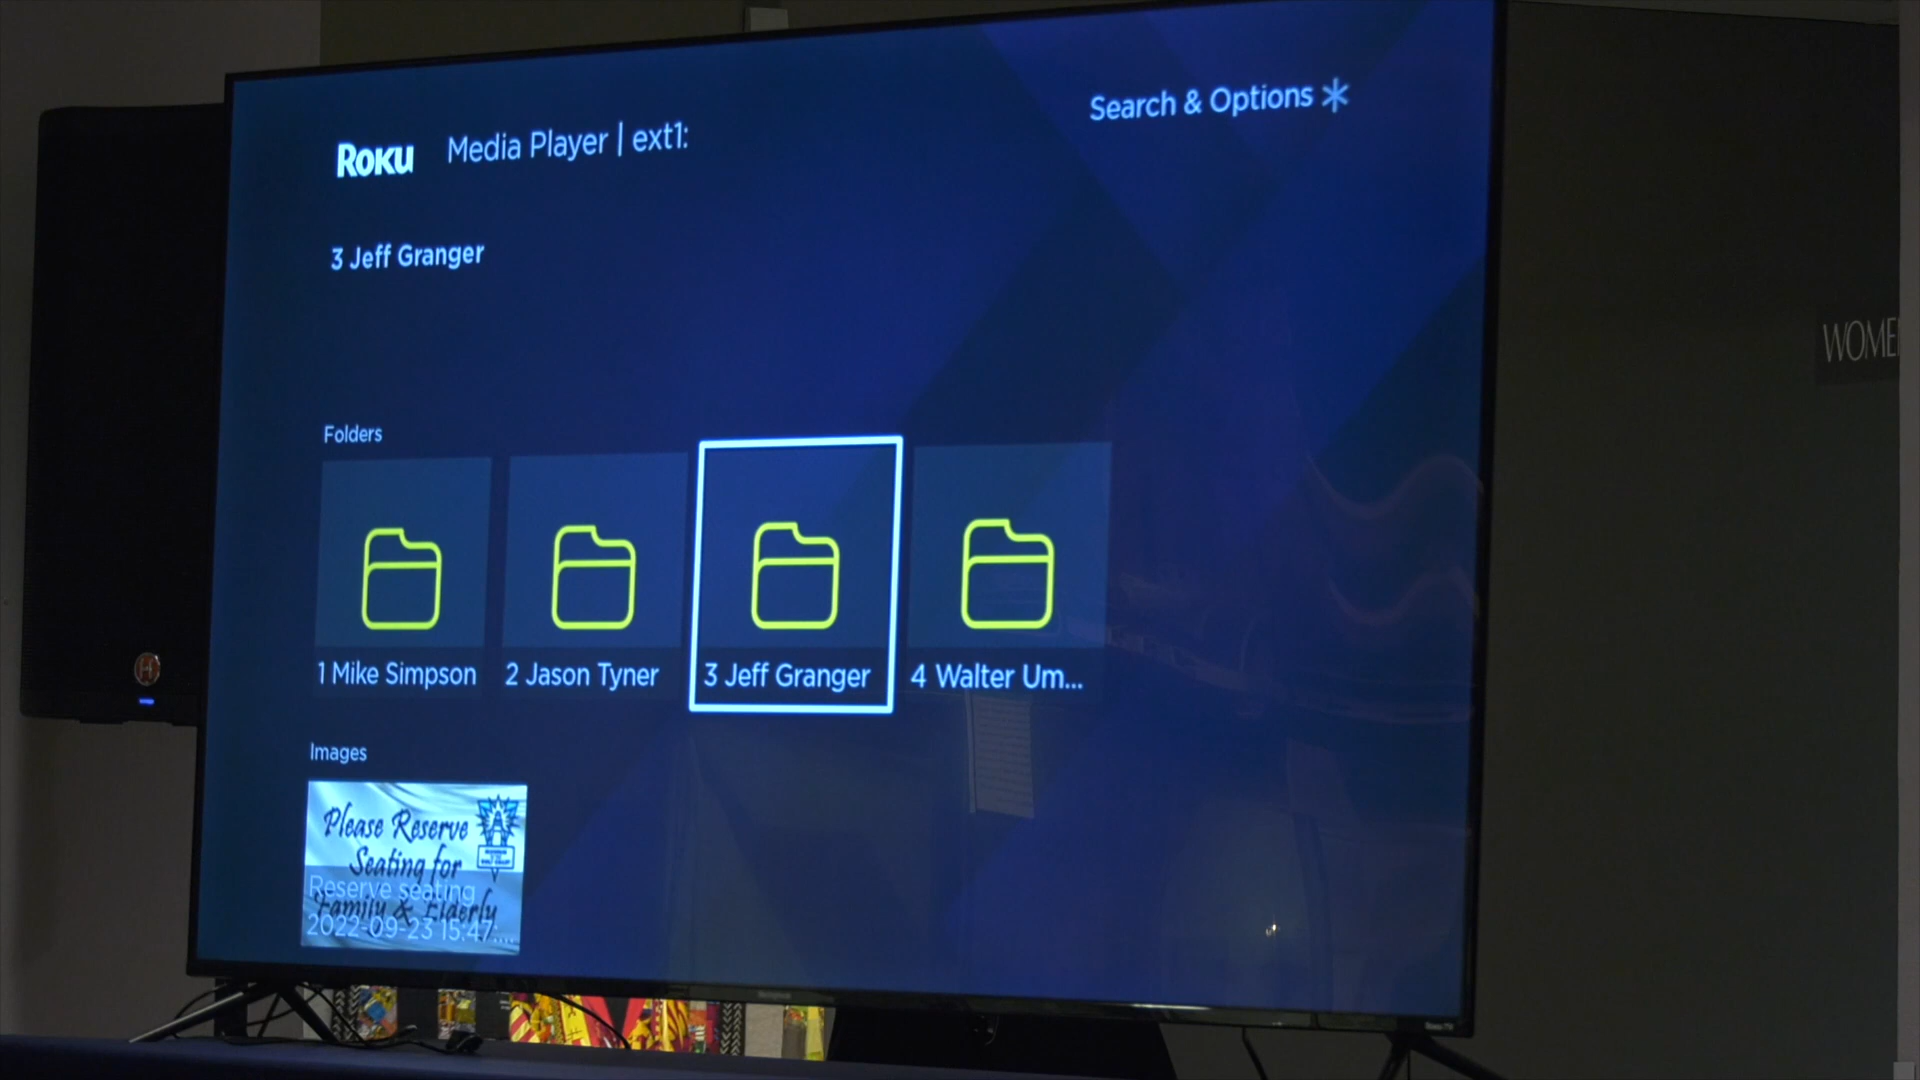 Search & Options *
Roku Media Player | ext1:
3 Jeff Granger
WOME
Folders
1 Mike Simpson
2 Jason Tyner
3 Jeff Granger
4 Walter Um...
Images
Please Reserve
Seating for
Family & Elderly
Reserve seating
2022-09-23 15:47:...
H